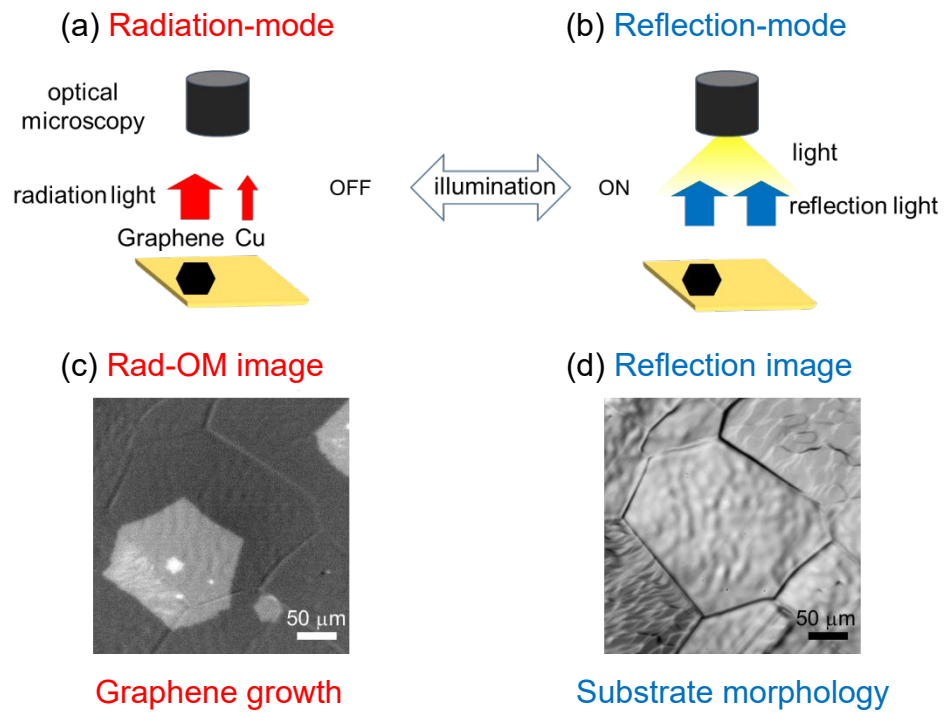 (a) Radiation-mode
(b) Reflection-mode
optical
microscopy
radiation light
OFF
illumination
ON
light
reflection light
Graphene
Cu
(c) Rad-OM image
(d) Reflection image
50 μm
50 μm
Graphene growth
Substrate morphology